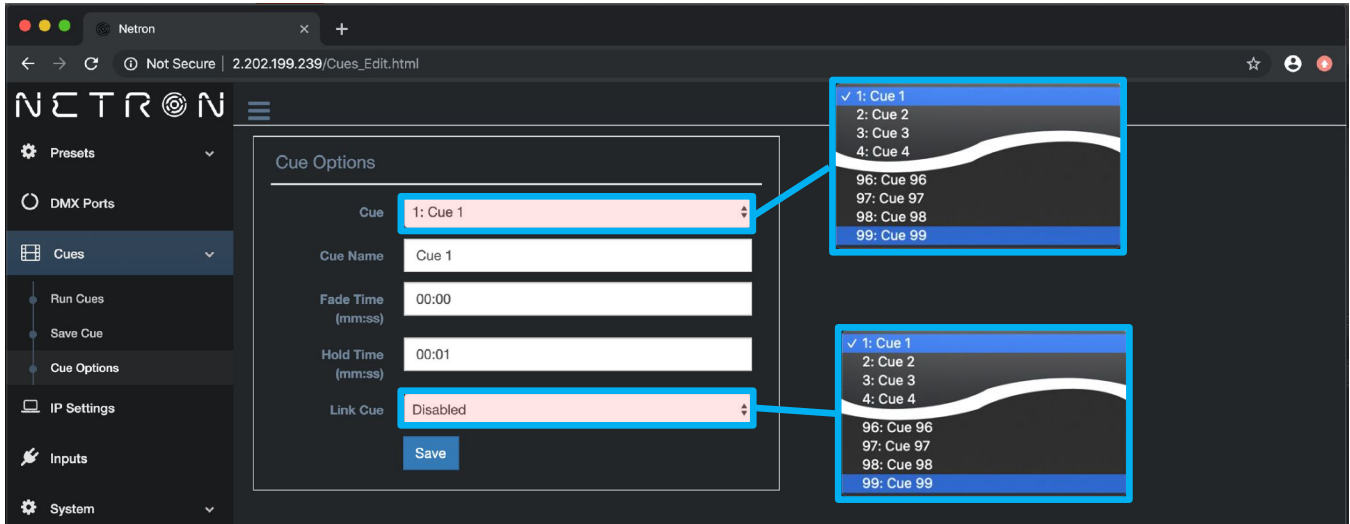 Netron
Not Secure | 2.202.199.239/Cues_Edit.html
NETRON
Presets
DMX Ports
Cues
Run Cues
Save Cue
Cue Options
IP Settings
Inputs
System
Cue Options
Cue
1: Cue 1
Cue Name
Cue 1
Fade Time
(mm:ss)
00:00
Hold Time
(mm:ss)
00:01
Link Cue
Disabled
Save
✓ 1: Cue 1
2: Cue 2
3: Cue 3
4: Cue 4
96: Cue 96
97: Cue 97
98: Cue 98
99: Cue 99
✓ 1: Cue 1
2: Cue 2
3: Cue 3
4: Cue 4
96: Cue 96
97: Cue 97
98: Cue 98
99: Cue 99